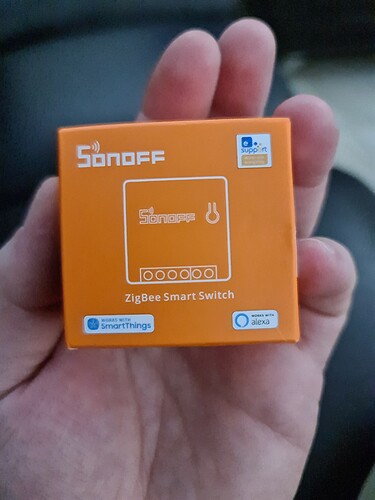 SONOFF
support
SONOFF
ZigBee Smart Switch
WORKS WITH
SmartThings
WORKS WITH
alexa